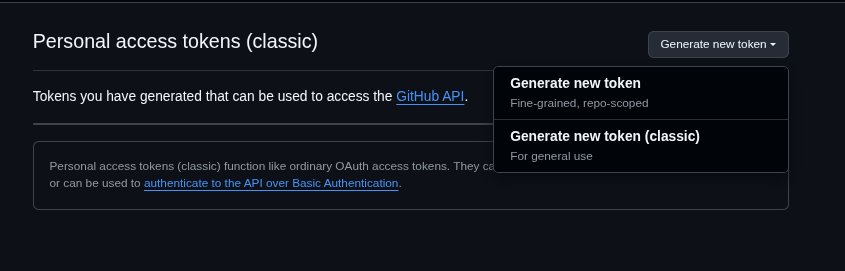 Personal access tokens (classic)
Generate new token
Generate new token
Fine-grained, repo-scoped
Generate new token (classic)
For general use
Tokens you have generated that can be used to access the GitHub API.
Personal access tokens (classic) function like ordinary OAuth access tokens. They
or can be used to authenticate to the API over Basic Authentication.